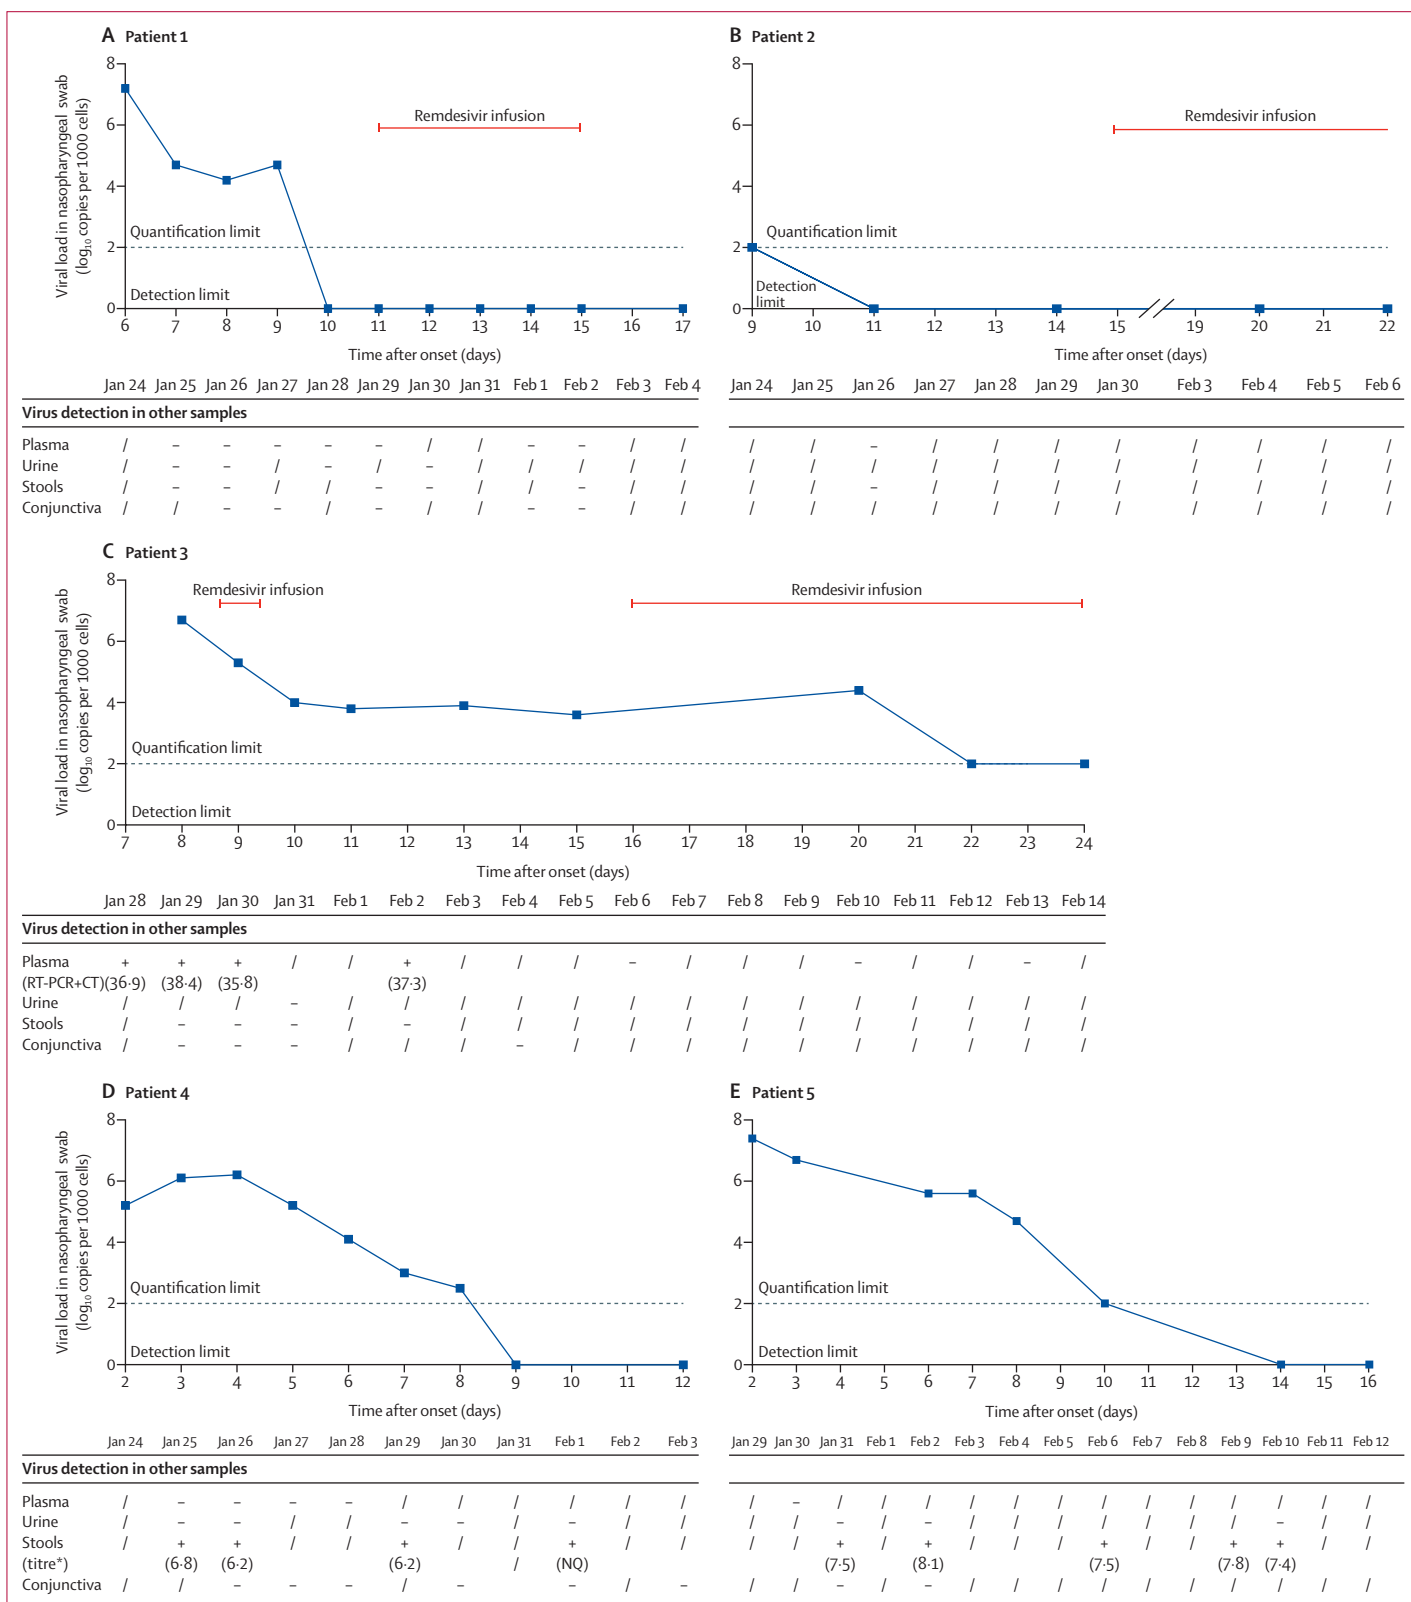 A Patient 1
Viral load in nasopharyngeal swab
(log₁₀ copies per 1000 cells)
8
6
4
2
0
Remdesivir infusion
Quantification limit
Detection limit
6 7 8 9 10 11 12 13 14 15 16 17
Time after onset (days)
Jan 24 Jan 25 Jan 26 Jan 27 Jan 28 Jan 29 Jan 30 Jan 31 Feb 1 Feb 2 Feb 3 Feb 4
Virus detection in other samples
Plasma / – – – – – / / – – / /
Urine / – – / – / – / / / / /
Stools / – – / / – – / / – / /
Conjunctiva / / – – / – / / – – / /
B Patient 2
8
6
4
2
0
Remdesivir infusion
Quantification limit
Detection
limit
9 10 11 12 13 14 15 19 20 21 22
Time after onset (days)
Jan 24 Jan 25 Jan 26 Jan 27 Jan 28 Jan 29 Jan 30 Feb 3 Feb 4 Feb 5 Feb 6
/ / – / / / / / / / /
/ / / / / / / / / / /
/ / – / / / / / / / /
/ / / / / / / / / / /
C Patient 3
Viral load in nasopharyngeal swab
(log₁₀ copies per 1000 cells)
8
6
4
2
0
Remdesivir infusion
Remdesivir infusion
Quantification limit
Detection limit
7 8 9 10 11 12 13 14 15 16 17 18 19 20 21 22 23 24
Time after onset (days)
Jan 28 Jan 29 Jan 30 Jan 31 Feb 1 Feb 2 Feb 3 Feb 4 Feb 5 Feb 6 Feb 7 Feb 8 Feb 9 Feb 10 Feb 11 Feb 12 Feb 13 Feb 14
Virus detection in other samples
Plasma + + + / / + / / / – / / / – / / – /
(RT-PCR+CT) (36·9) (38·4) (35·8) (37·3)
Urine / / / – / / / / / / / / / / / / / /
Stools / – – – / – / / / / / / / / / / / /
Conjunctiva / – – – / / / – / / / / / / / / / /
D Patient 4
Viral load in nasopharyngeal swab
(log₁₀ copies per 1000 cells)
8
6
4
2
0
Quantification limit
Detection limit
2 3 4 5 6 7 8 9 10 11 12
Time after onset (days)
Jan 24 Jan 25 Jan 26 Jan 27 Jan 28 Jan 29 Jan 30 Jan 31 Feb 1 Feb 2 Feb 3
Virus detection in other samples
Plasma / – – – – / / / / / /
Urine / – – / / – – / – / /
Stools / + + / / + / / + / /
(titre*) (6·8) (6·2) (6·2) / (NQ)
Conjunctiva / / – – – / – – / –
E Patient 5
8
6
4
2
0
Quantification limit
Detection limit
2 3 4 5 6 7 8 9 10 11 12 13 14 15 16
Time after onset (days)
Jan 29 Jan 30 Jan 31 Feb 1 Feb 2 Feb 3 Feb 4 Feb 5 Feb 6 Feb 7 Feb 8 Feb 9 Feb 10 Feb 11 Feb 12
/ – / / / / / / / / / / / / /
/ / – / – / / / / / / / – / /
/ / + / + / / / + / / + + / /
(7·5) (8·1) (7·5) (7·8) (7·4)
/ / – / – / / / / / / / / / /